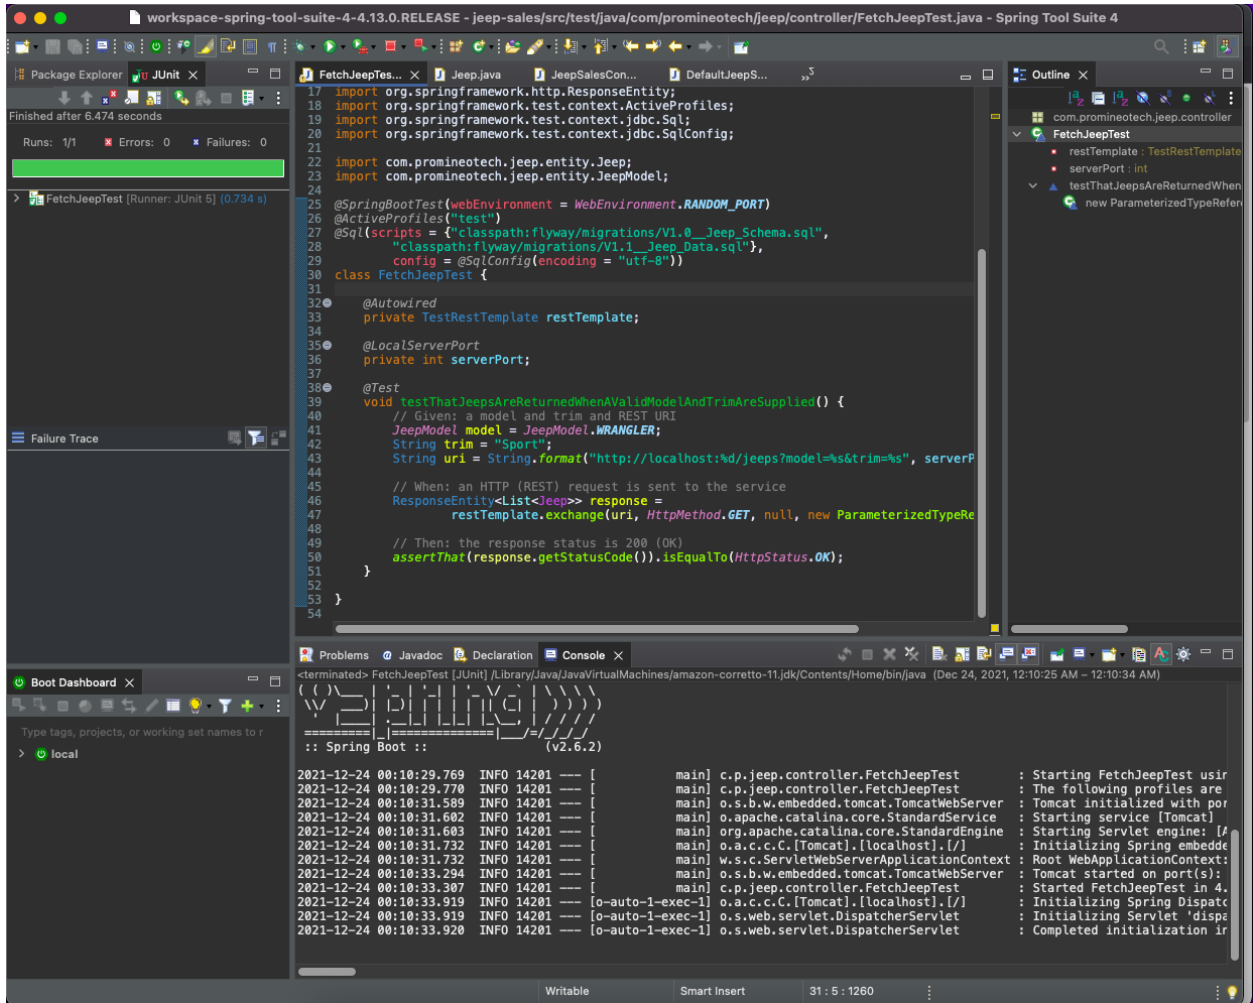 workspace-spring-tool-suite-4-4.13.0.RELEASE - jeep-sales/src/test/java/com/promineotech/jeep/controller/FetchJeepTest.java - Spring Tool Suite 4
Package Explorer
JUnit
Finished after 6.474 seconds
Runs: 1/1
Errors: 0
Failures: 0
FetchJeepTest [Runner: JUnit 5] (0.734 s)
Failure Trace
Boot Dashboard
Type tags, projects, or working set names to r
local
FetchJeepTes...
Jeep.java
JeepSalesCon...
DefaultJeepS...
»5
17 import org.springframework.http.ResponseEntity;
18 import org.springframework.test.context.ActiveProfiles;
19 import org.springframework.test.context.jdbc.Sql;
20 import org.springframework.test.context.jdbc.SqlConfig;
21
22 import com.promineotech.jeep.entity.Jeep;
23 import com.promineotech.jeep.entity.JeepModel;
24
25 @SpringBootTest(webEnvironment = WebEnvironment.RANDOM_PORT)
26 @ActiveProfiles("test")
27 @Sql(scripts = {"classpath:flyway/migrations/V1.0__Jeep_Schema.sql",
28 "classpath:flyway/migrations/V1.1__Jeep_Data.sql"},
29 config = @SqlConfig(encoding = "utf-8"))
30 class FetchJeepTest {
31
32 @Autowired
33 private TestRestTemplate restTemplate;
34
35 @LocalServerPort
36 private int serverPort;
37
38 @Test
39 void testThatJeepsAreReturnedWhenAValidModelAndTrimAreSupplied() {
40 // Given: a model and trim and REST URI
41 JeepModel model = JeepModel.WRANGLER;
42 String trim = "Sport";
43 String uri = String.format("http://localhost:%d/jeeps?model=%s&trim=%s", serverP
44
45 // When: an HTTP (REST) request is sent to the service
46 ResponseEntity<List<Jeep>> response =
47 restTemplate.exchange(uri, HttpMethod.GET, null, new ParameterizedTypeRe
48
49 // Then: the response status is 200 (OK)
50 assertThat(response.getStatusCode()).isEqualTo(HttpStatus.OK);
51 }
52
53 }
54
Outline
com.promineotech.jeep.controller
FetchJeepTest
restTemplate : TestRestTemplate
serverPort : int
testThatJeepsAreReturnedWhen
new ParameterizedTypeRefer
Problems
Javadoc
Declaration
Console
<terminated> FetchJeepTest [JUnit] /Library/Java/JavaVirtualMachines/amazon-corretto-11.jdk/Contents/Home/bin/java (Dec 24, 2021, 12:10:25 AM – 12:10:34 AM)
:: Spring Boot :: (v2.6.2)
2021-12-24 00:10:29.769 INFO 14201 --- [ main] c.p.jeep.controller.FetchJeepTest : Starting FetchJeepTest usin
2021-12-24 00:10:29.770 INFO 14201 --- [ main] c.p.jeep.controller.FetchJeepTest : The following profiles are
2021-12-24 00:10:31.589 INFO 14201 --- [ main] o.s.b.w.embedded.tomcat.TomcatWebServer : Tomcat initialized with por
2021-12-24 00:10:31.602 INFO 14201 --- [ main] o.apache.catalina.core.StandardService : Starting service [Tomcat]
2021-12-24 00:10:31.603 INFO 14201 --- [ main] org.apache.catalina.core.StandardEngine : Starting Servlet engine: [A
2021-12-24 00:10:31.732 INFO 14201 --- [ main] o.a.c.c.C.[Tomcat].[localhost].[/] : Initializing Spring embedde
2021-12-24 00:10:31.732 INFO 14201 --- [ main] w.s.c.ServletWebServerApplicationContext : Root WebApplicationContext:
2021-12-24 00:10:33.294 INFO 14201 --- [ main] o.s.b.w.embedded.tomcat.TomcatWebServer : Tomcat started on port(s):
2021-12-24 00:10:33.307 INFO 14201 --- [ main] c.p.jeep.controller.FetchJeepTest : Started FetchJeepTest in 4.
2021-12-24 00:10:33.919 INFO 14201 --- [o-auto-1-exec-1] o.a.c.c.C.[Tomcat].[localhost].[/] : Initializing Spring Dispatc
2021-12-24 00:10:33.919 INFO 14201 --- [o-auto-1-exec-1] o.s.web.servlet.DispatcherServlet : Initializing Servlet 'dispa
2021-12-24 00:10:33.920 INFO 14201 --- [o-auto-1-exec-1] o.s.web.servlet.DispatcherServlet : Completed initialization in
Writable
Smart Insert
31 : 5 : 1260